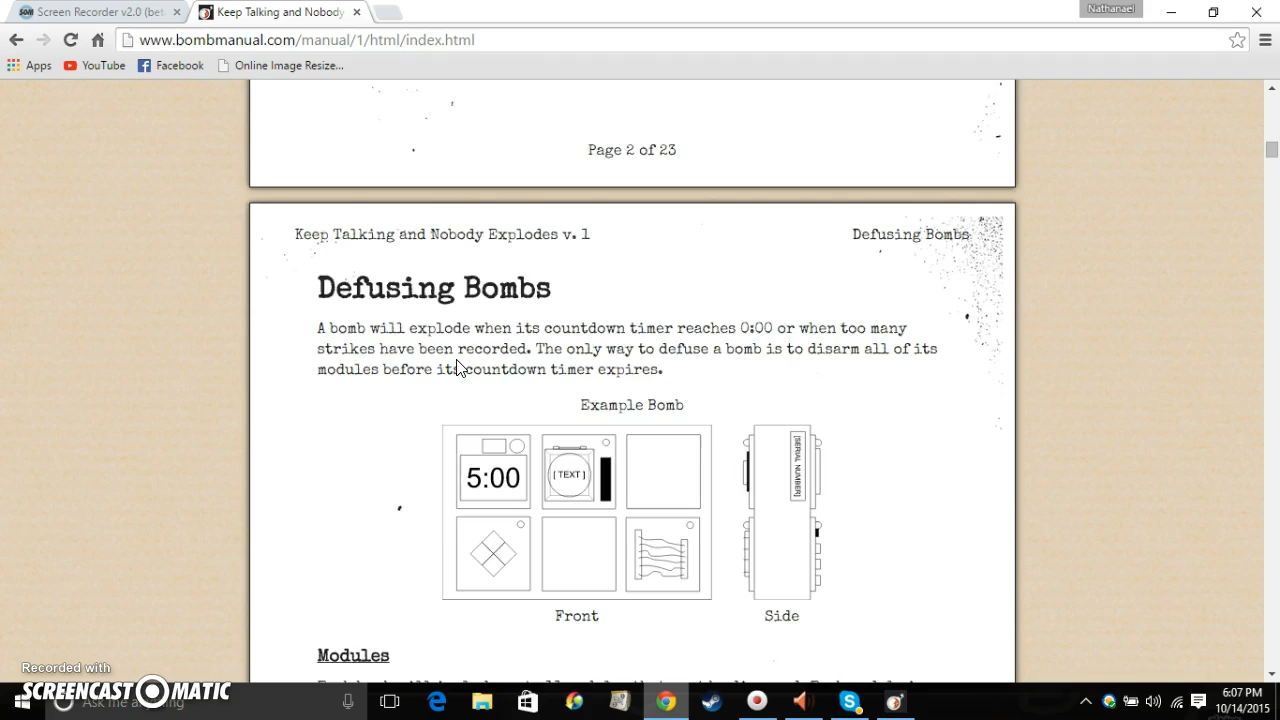 Screen Recorder v2.0 (bet
Keep Talking and Nobody
Nathanael
www.bombmanual.com/manual/1/html/index.html
Apps
YouTube
Facebook
Online Image Resize...
Page 2 of 23
Keep Talking and Nobody Explodes v. 1
Defusing Bombs
Defusing Bombs
A bomb will explode when its countdown timer reaches 0:00 or when too many
strikes have been recorded. The only way to defuse a bomb is to disarm all of its
modules before its countdown timer expires.
Example Bomb
5:00
[ TEXT ]
[SERIAL NUMBER]
Front
Side
Modules
Recorded with
SCREENCAST-O-MATIC
Ask me anything
6:07 PM
10/14/2015